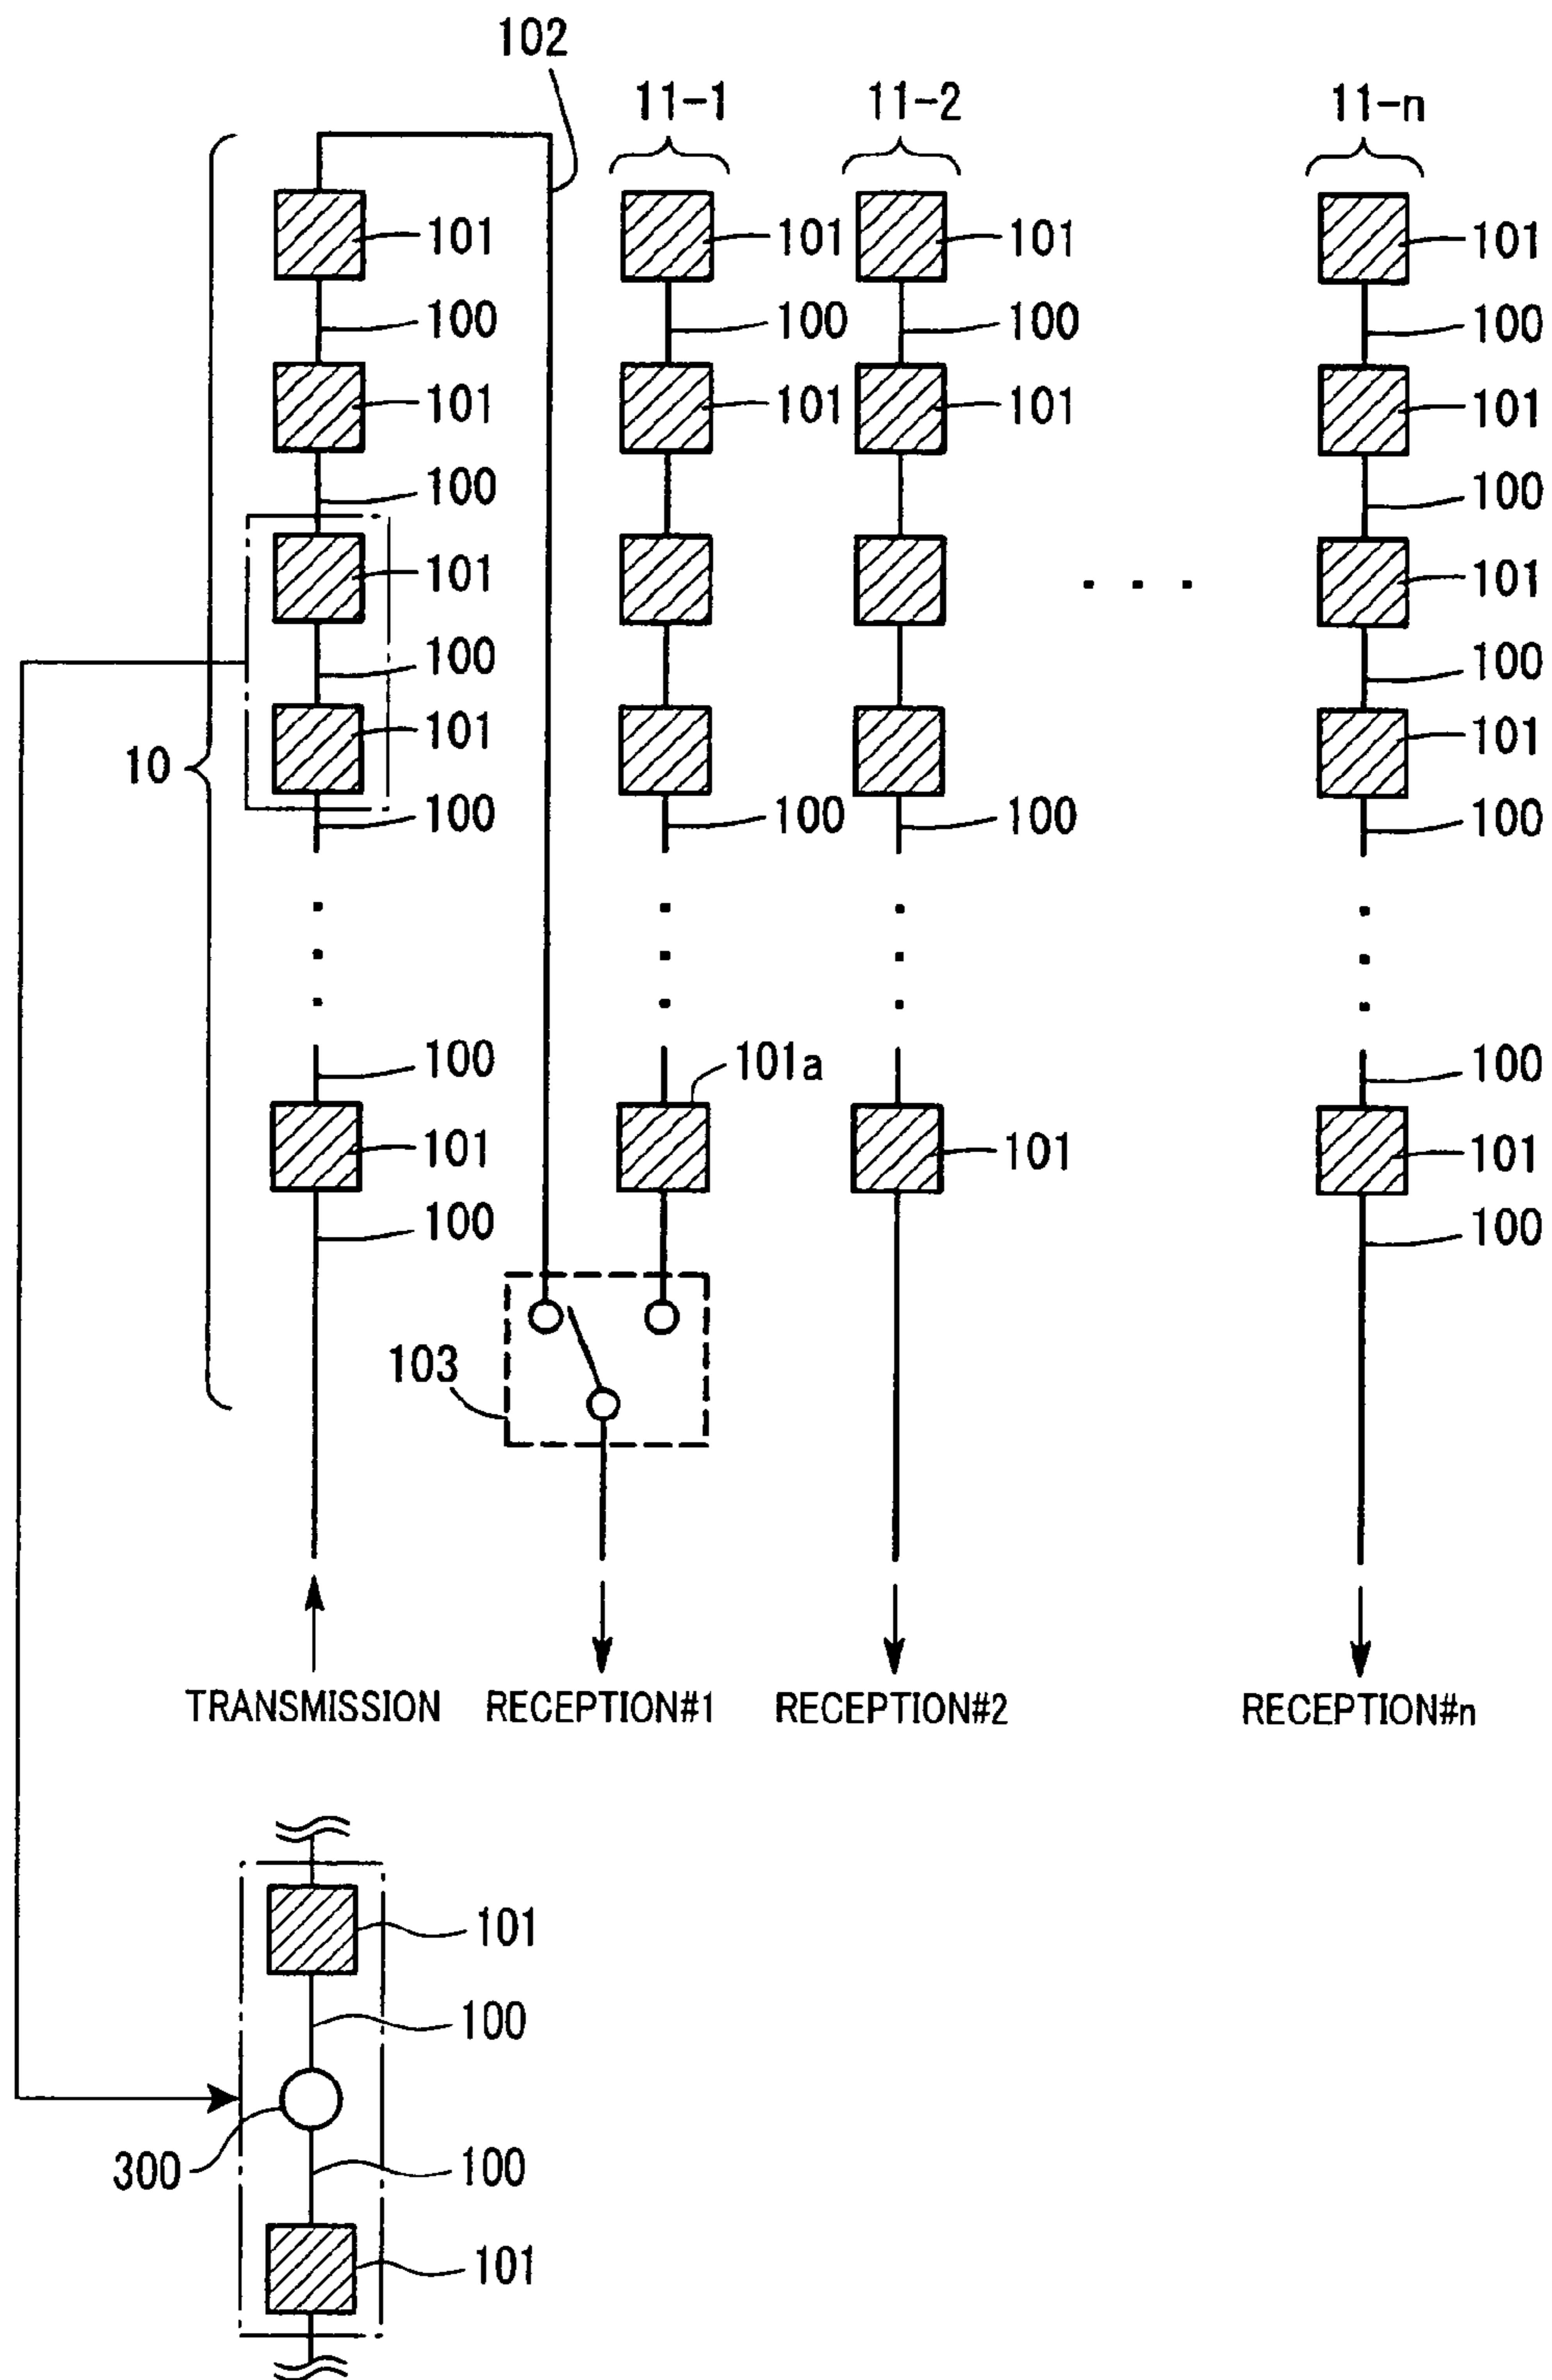 102
11-1 11-2 11-n
101 101 101 101
100 100 100 100
101 101 101 101
100 100
101 101
100 100
10 101 101
100 100 100 100
100 101a 100
101 101 101
100 100
103
TRANSMISSION RECEPTION#1 RECEPTION#2 RECEPTION#n
101
100
300 100
101